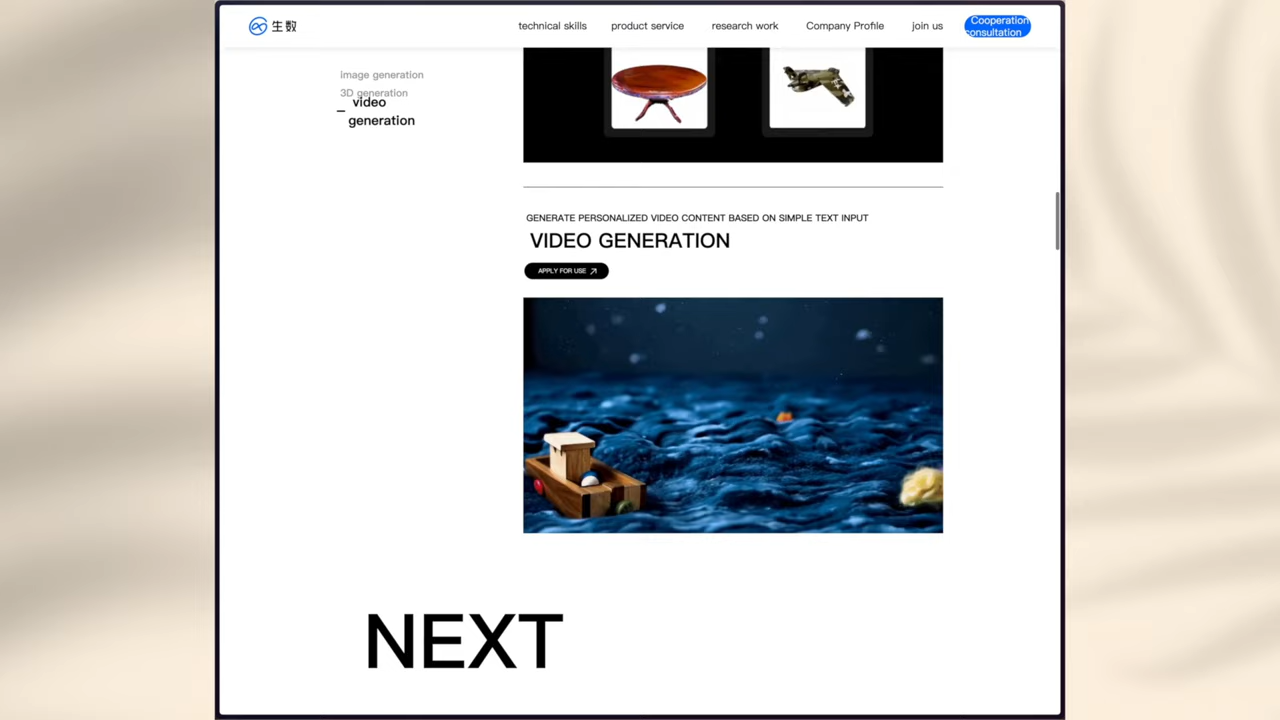 生数
technical skills
product service
research work
Company Profile
join us
Cooperation
consultation
image generation
3D generation
video
generation
GENERATE PERSONALIZED VIDEO CONTENT BASED ON SIMPLE TEXT INPUT
VIDEO GENERATION
APPLY FOR USE
NEXT